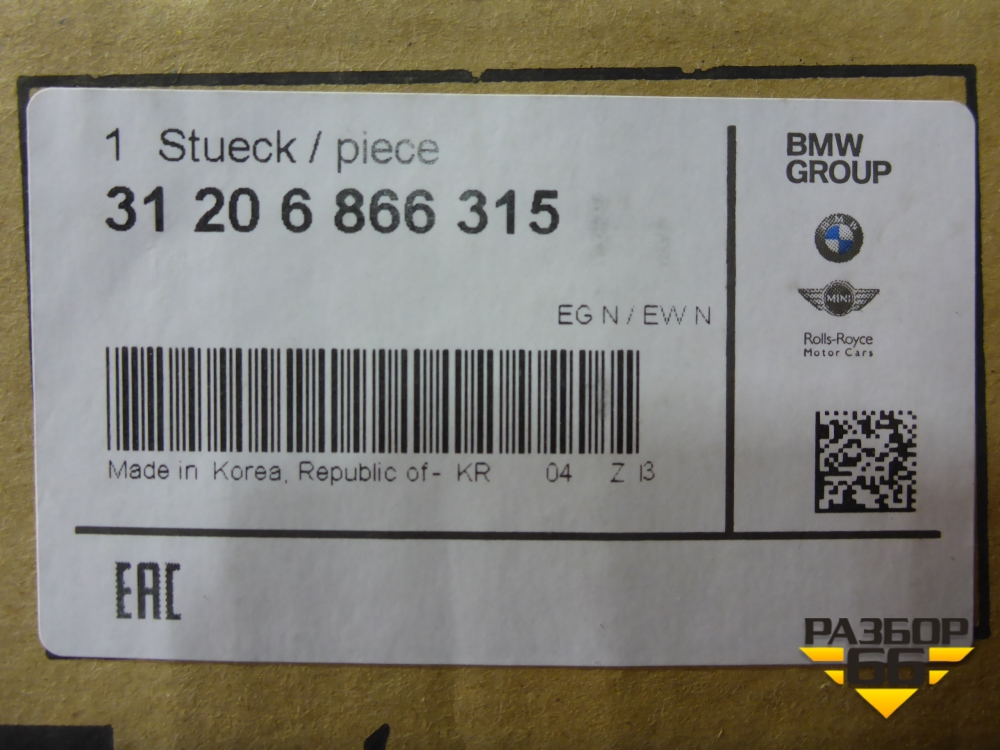 1 Stueck / piece
31 20 6 866 315
EG N / EW N
Made in Korea, Republic of- KR 04 Z
EAC
BMW
GROUP
BMW
MINI
Rolls-Royce
Motor Cars
РАЗБОР
66